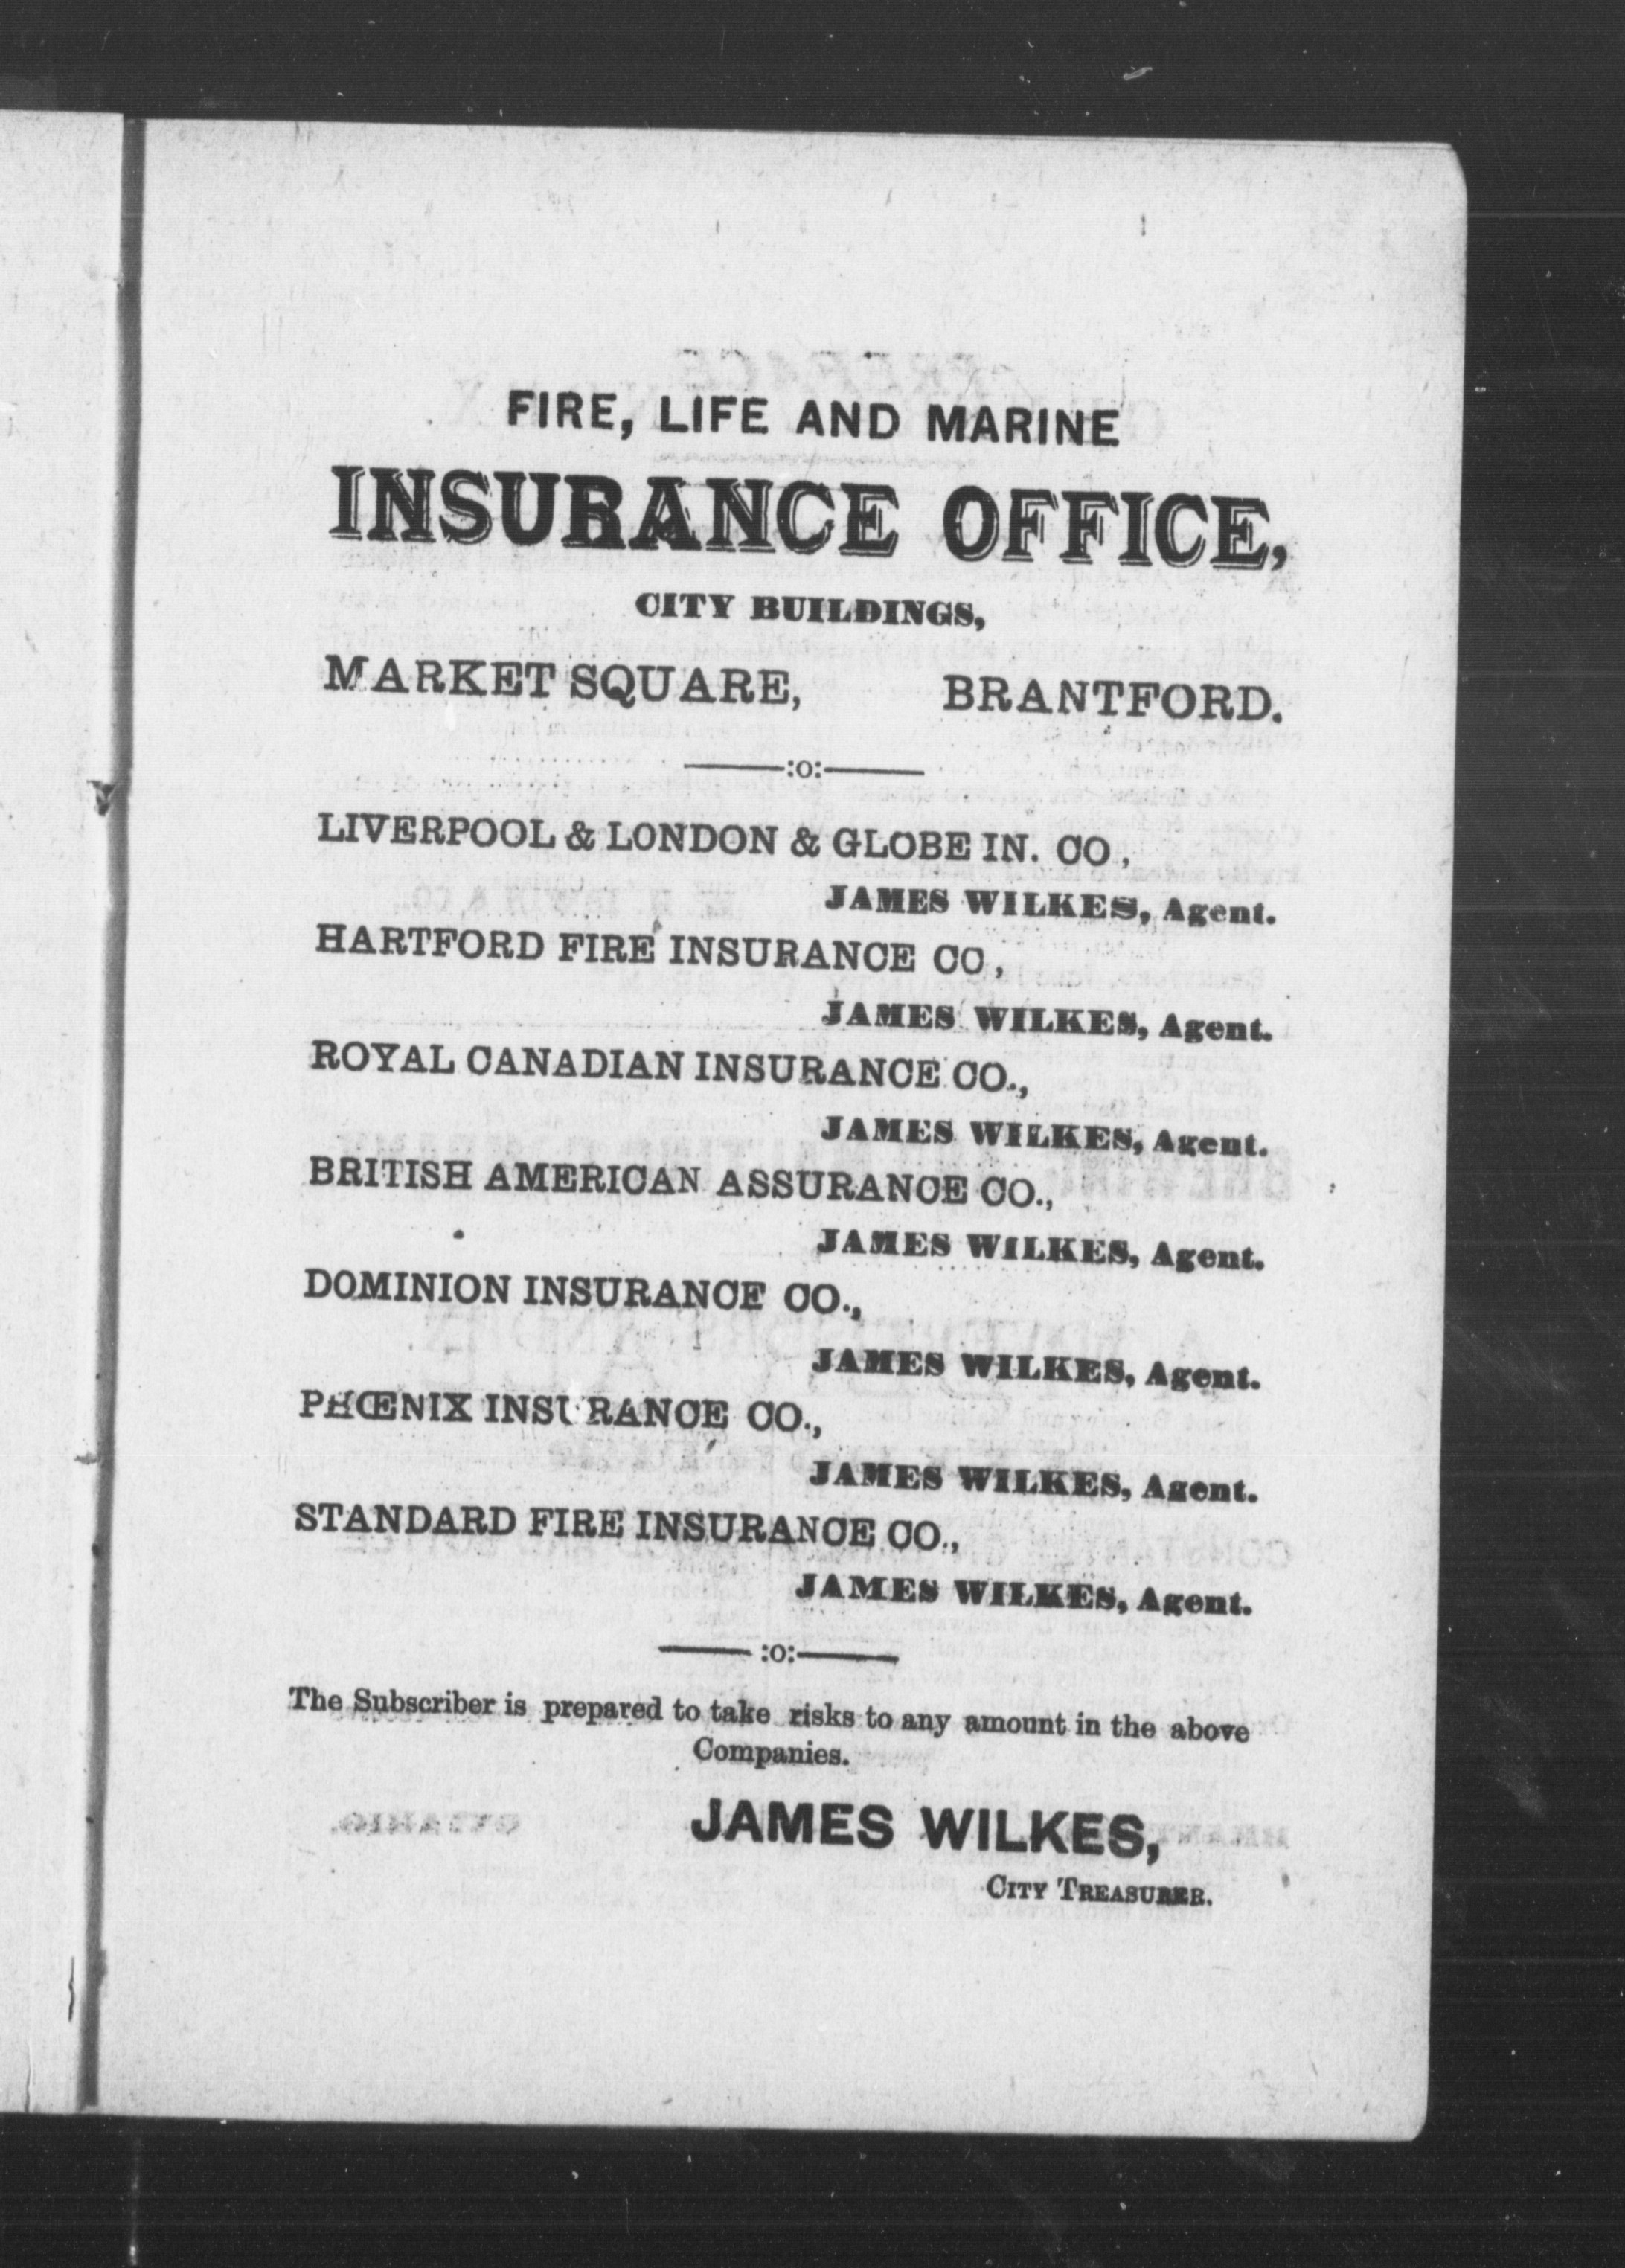 FIRE, LIFE AND MARINE
INSURANCE OFFICE,
CITY BUILDINGS,
MARKET SQUARE, BRANTFORD.
:o:
LIVERPOOL & LONDON & GLOBE IN. CO,
JAMES WILKES, Agent.
HARTFORD FIRE INSURANCE CO,
JAMES WILKES, Agent.
ROYAL CANADIAN INSURANCE CO.,
JAMES WILKES, Agent.
BRITISH AMERICAN ASSURANCE CO.,
JAMES WILKES, Agent.
DOMINION INSURANCE CO.,
JAMES WILKES, Agent.
PHŒNIX INSURANCE CO.,
JAMES WILKES, Agent.
STANDARD FIRE INSURANCE CO.,
JAMES WILKES, Agent.
:o:
The Subscriber is prepared to take risks to any amount in the above
Companies.
JAMES WILKES,
CITY TREASURER.